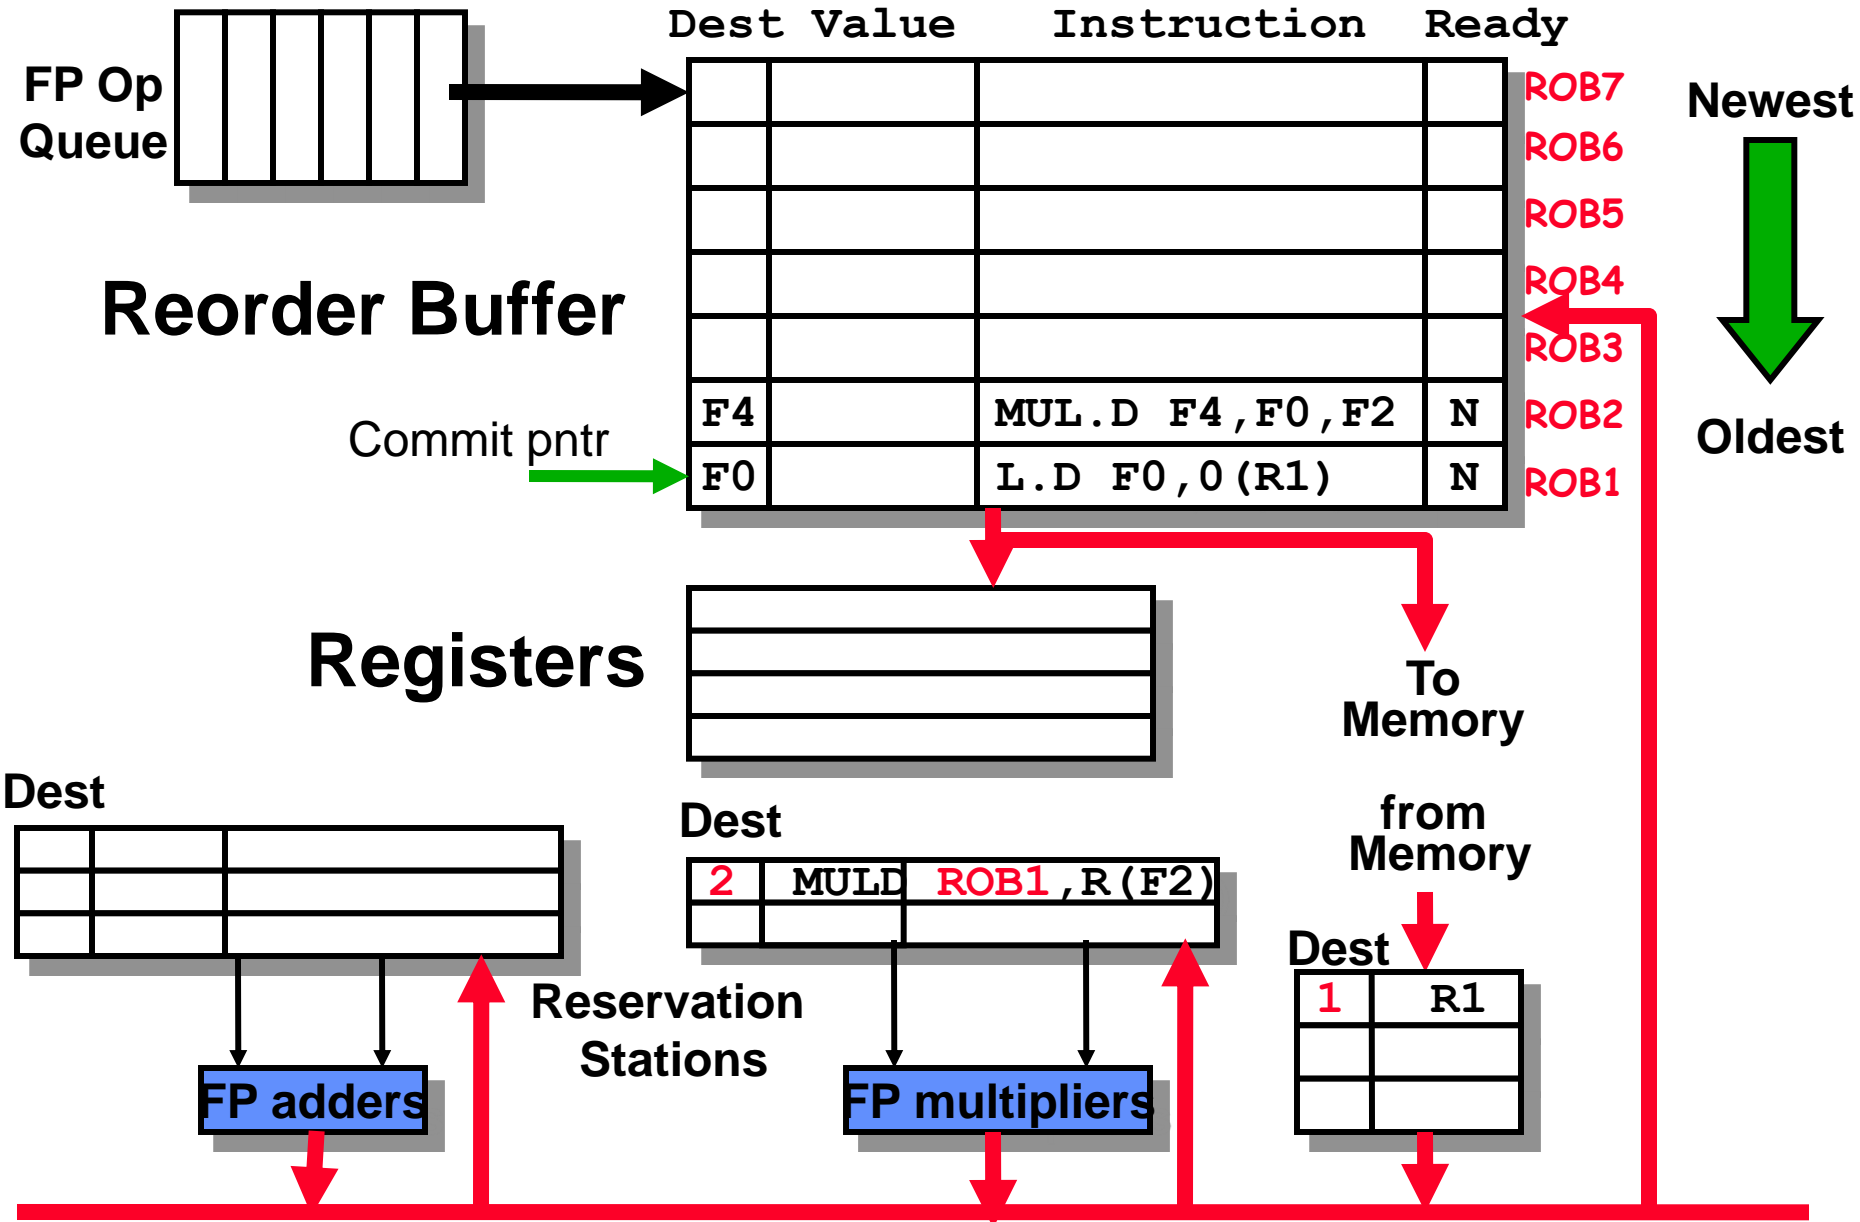 Dest Value Instruction Ready
FP Op
Queue
ROB7
Newest
ROB6
ROB5
Reorder Buffer
ROB4
ROB3
F4 MUL.D F4,F0,F2 N ROB2
Commit pntr
Oldest
F0 L.D F0,0(R1) N ROB1
Registers
To
Memory
Dest
Dest
from
Memory
2 MULD ROB1,R(F2)
Dest
1 R1
Reservation
Stations
FP adders
FP multipliers